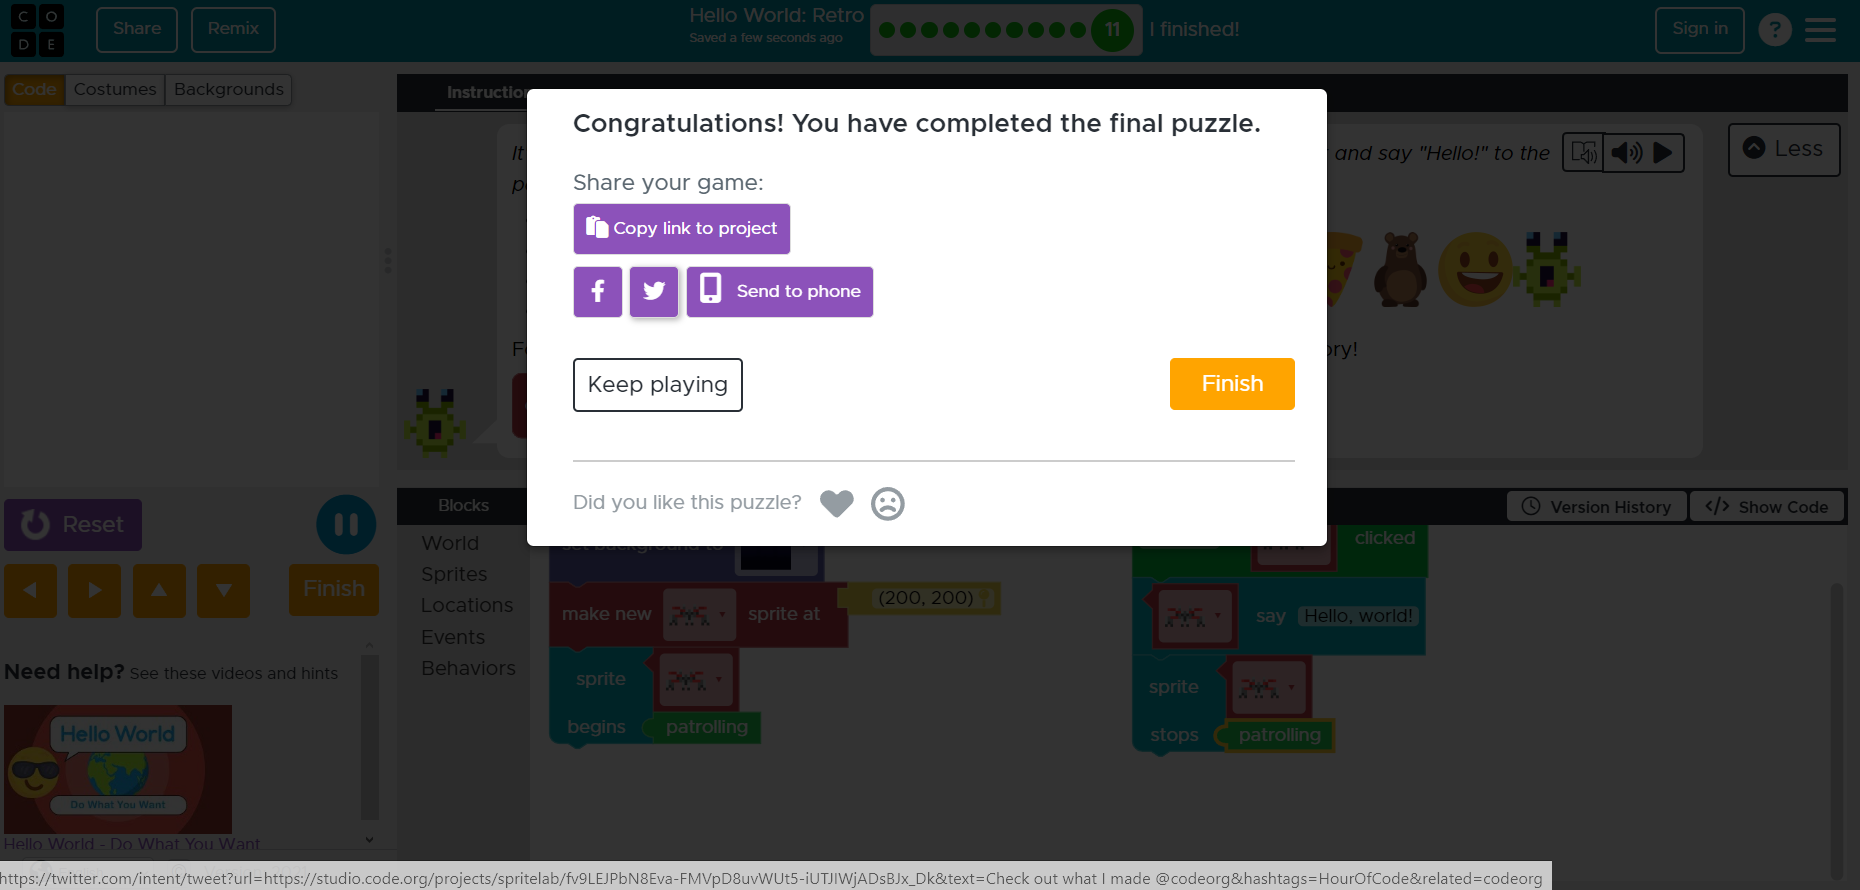 C O
D E
Share
Remix
Hello World: Retro
Saved a few seconds ago
11
I finished!
Sign in
?
Code
Costumes
Backgrounds
Instructio
It
and say "Hello!" to the
p
Less
Congratulations! You have completed the final puzzle.
Share your game:
Copy link to project
Send to phone
F
ory!
Keep playing
Finish
Did you like this puzzle?
Reset
Finish
Need help? See these videos and hints
Hello World
Do What You Want
Hello World - Do What You Want
Blocks
Version History
Show Code
World
Sprites
Locations
Events
Behaviors
set background to
make new
sprite at
(200, 200)
sprite
begins
patrolling
clicked
say
Hello, world!
sprite
stops
patrolling
https://twitter.com/intent/tweet?url=https://studio.code.org/projects/spritelab/fv9LEJPbN8Eva-FMVpD8uvWUt5-iUTJIWjADsBJx_Dk&text=Check out what I made @codeorg&hashtags=HourOfCode&related=codeorg